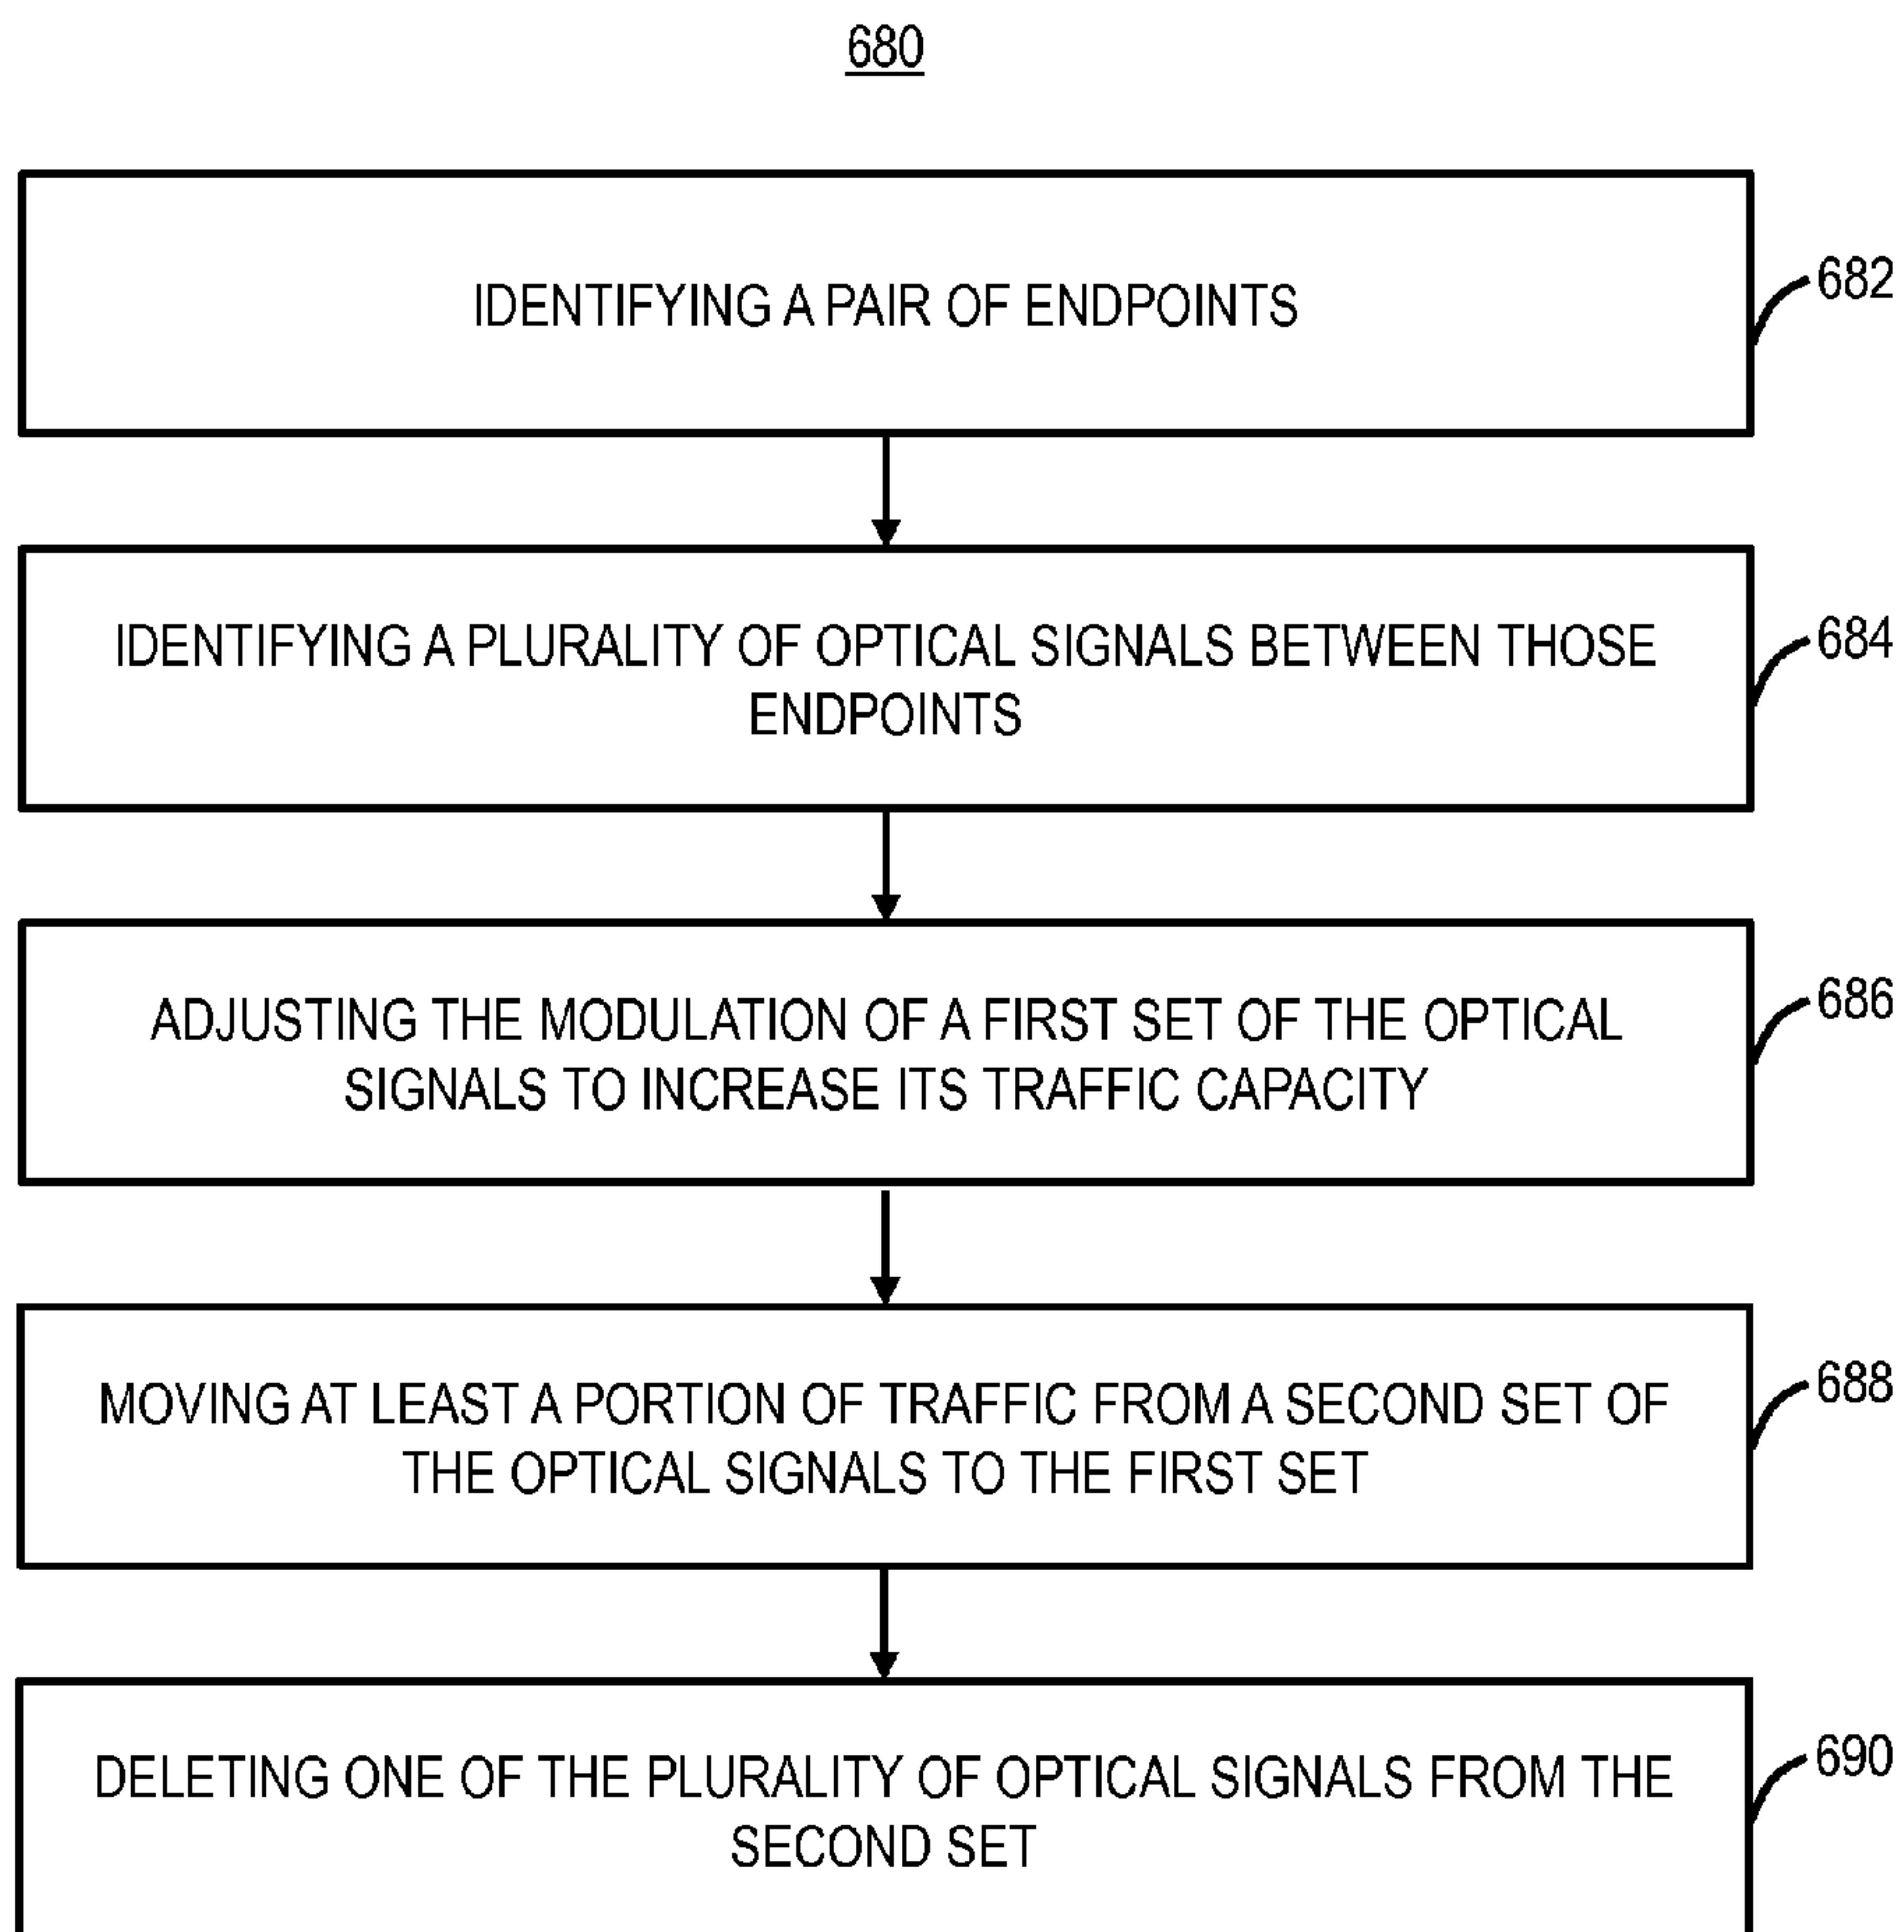 680
IDENTIFYING A PAIR OF ENDPOINTS
682
IDENTIFYING A PLURALITY OF OPTICAL SIGNALS BETWEEN THOSE
ENDPOINTS
684
ADJUSTING THE MODULATION OF A FIRST SET OF THE OPTICAL
SIGNALS TO INCREASE ITS TRAFFIC CAPACITY
686
MOVING AT LEAST A PORTION OF TRAFFIC FROM A SECOND SET OF
THE OPTICAL SIGNALS TO THE FIRST SET
688
DELETING ONE OF THE PLURALITY OF OPTICAL SIGNALS FROM THE
SECOND SET
690